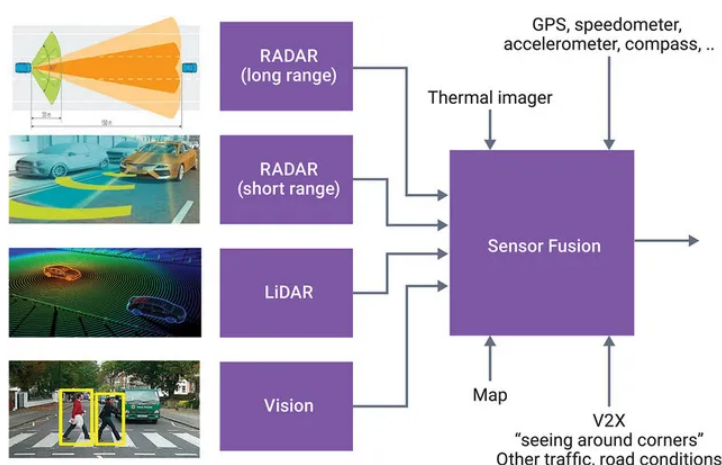 GPS, speedometer,
accelerometer, compass, ..
RADAR
(long range)
Thermal imager
RADAR
(short range)
Sensor Fusion
LiDAR
Vision
Map
V2X
“seeing around corners”
Other traffic, road conditions